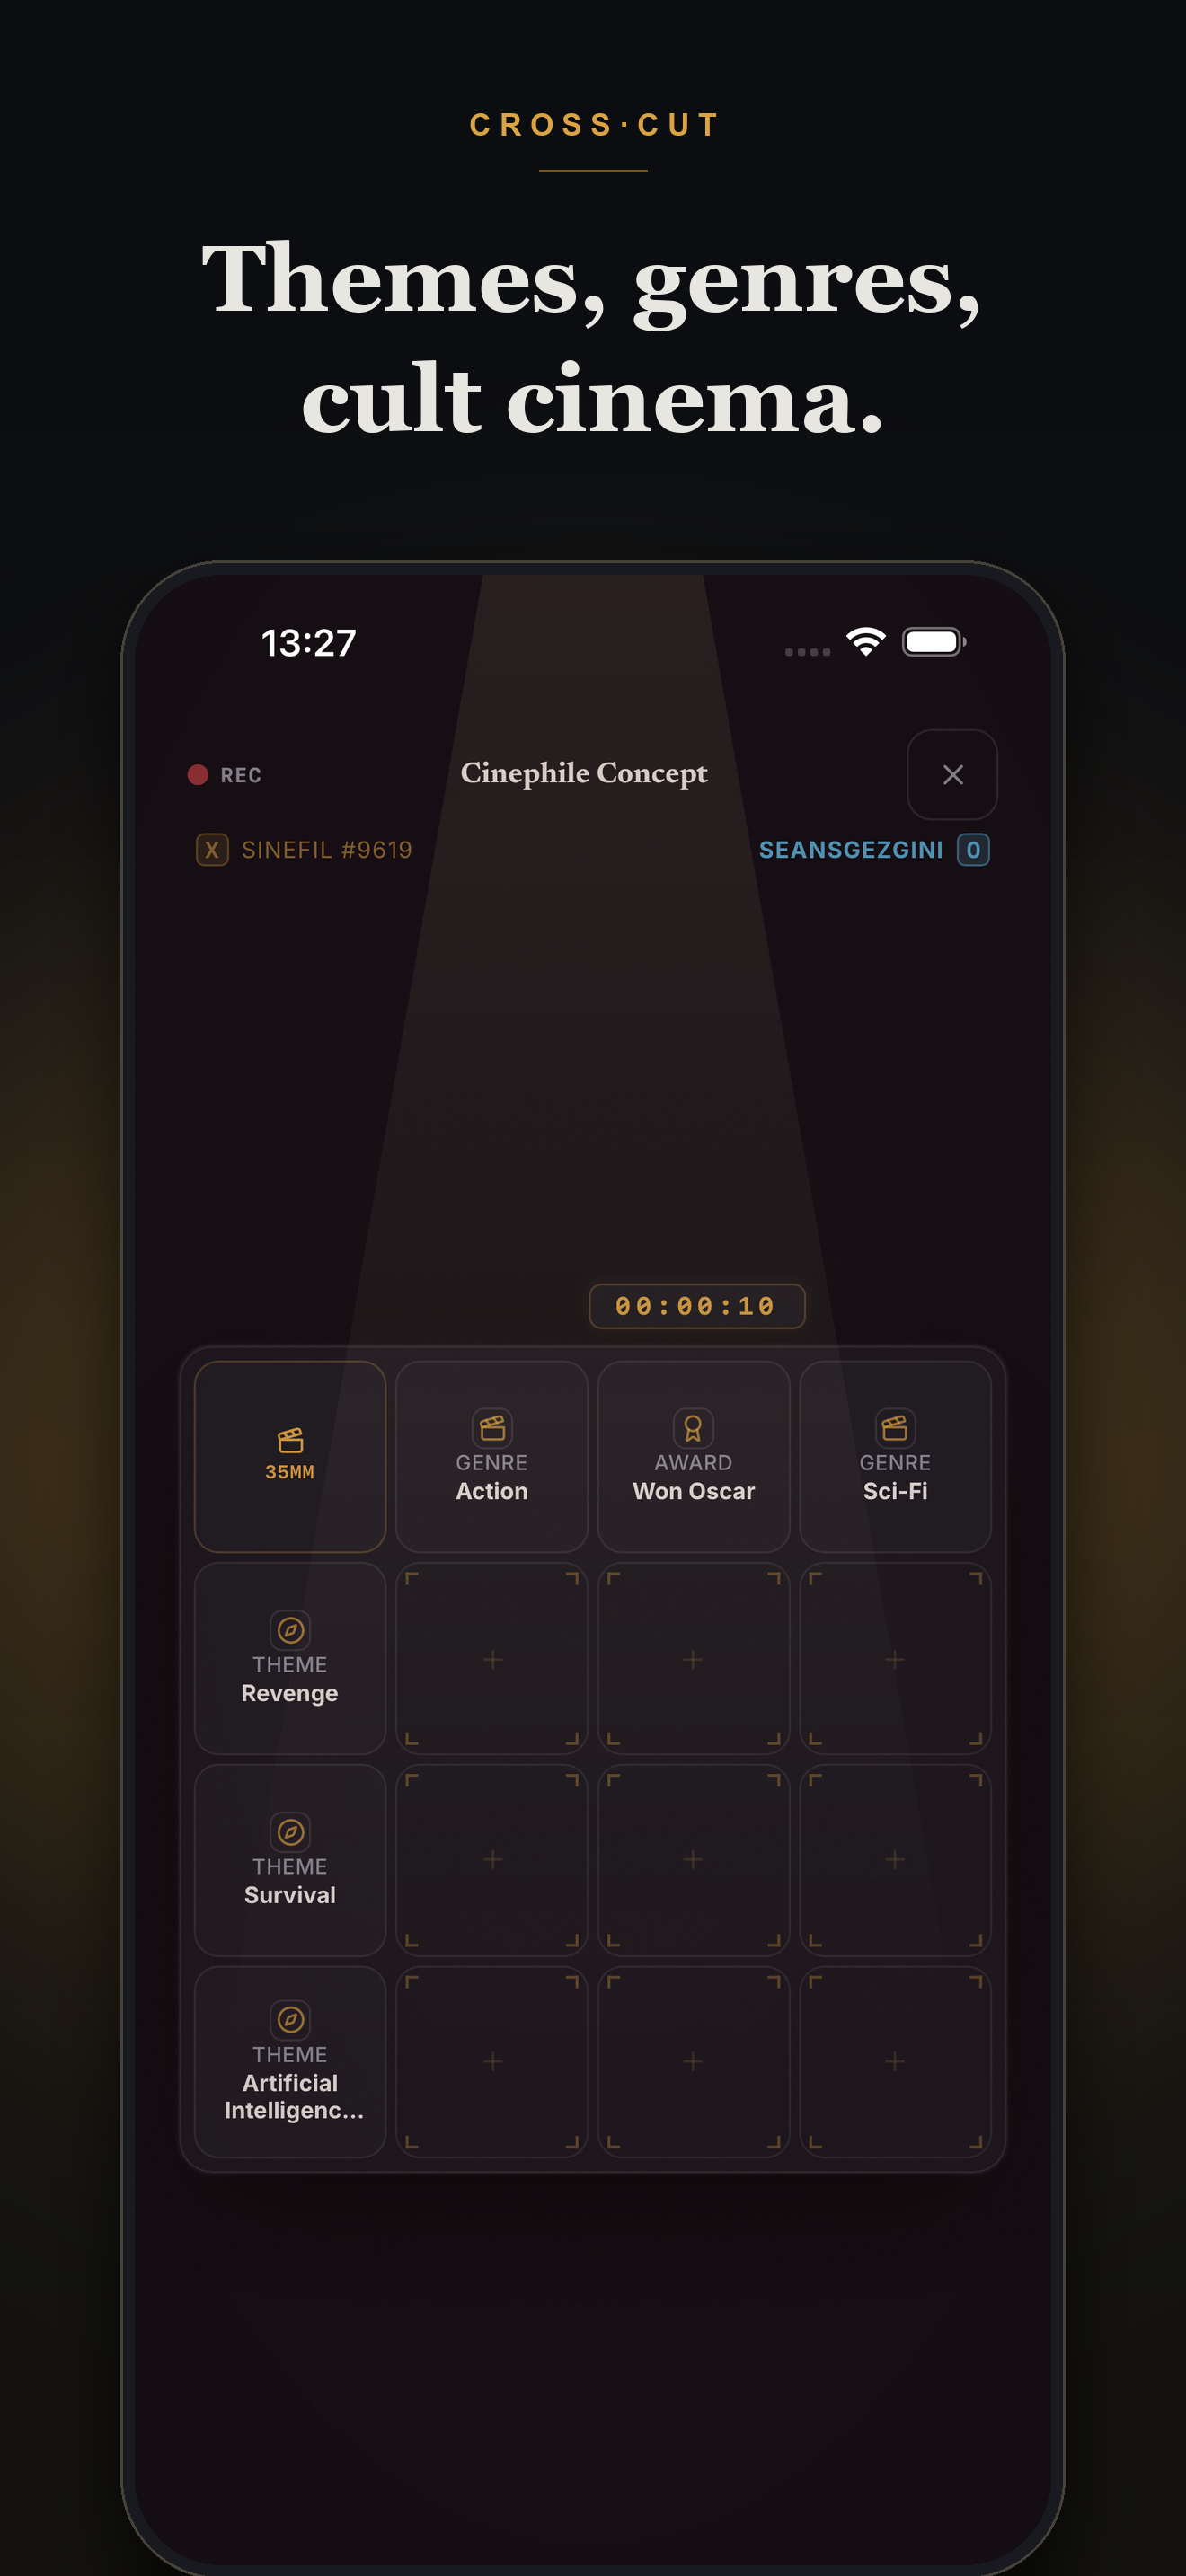 CROSS·CUT
Themes, genres,
cult cinema.
13:27
REC
Cinephile Concept
X SINEFIL #9619
SEANSGEZGINI O
00:00:10
35MM
GENRE
Action
AWARD
Won Oscar
GENRE
Sci-Fi
THEME
Revenge
THEME
Survival
THEME
Artificial
Intelligenc...